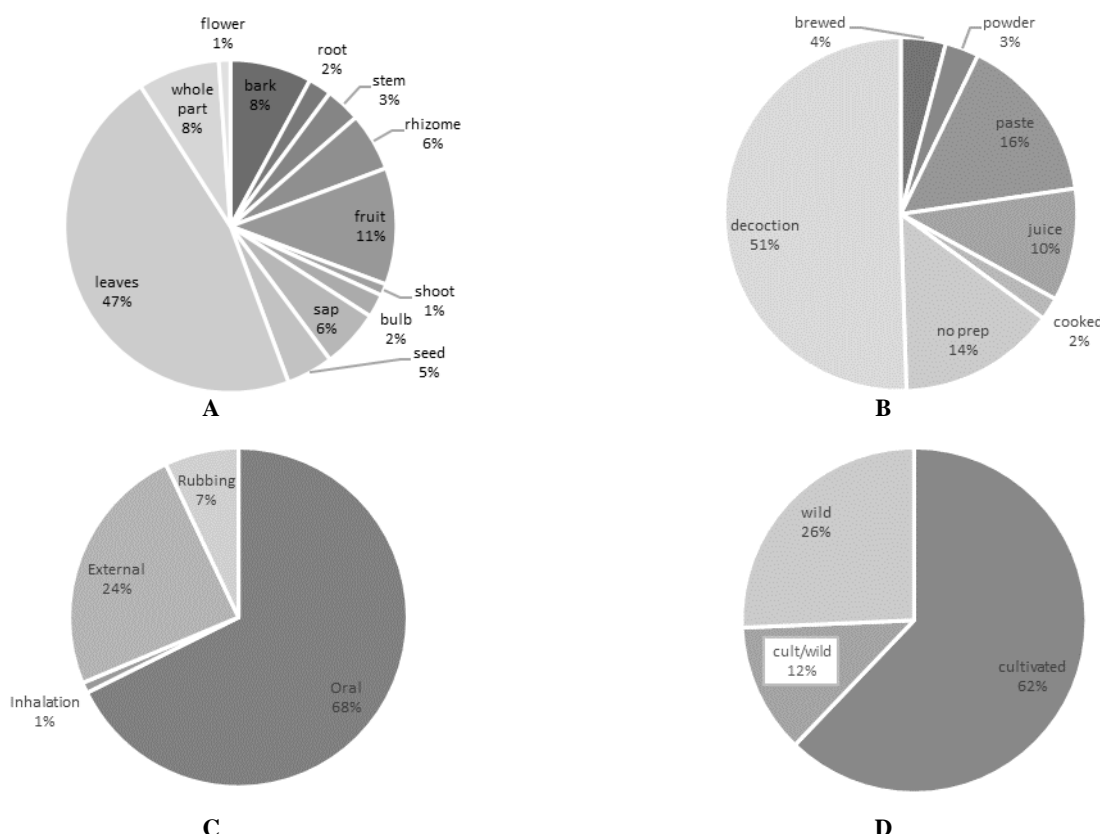 flower
1%
bark
8%
root
2%
stem
3%
rhizome
6%
fruit
11%
shoot
1%
bulb
2%
sap
6%
seed
5%
leaves
47%
whole
part
8%
A
brewed
4%
powder
3%
paste
16%
juice
10%
cooked
2%
no prep
14%
decoction
51%
B
Rubbing
7%
External
24%
Inhalation
1%
Oral
68%
C
wild
26%
cult/wild
12%
cultivated
62%
D